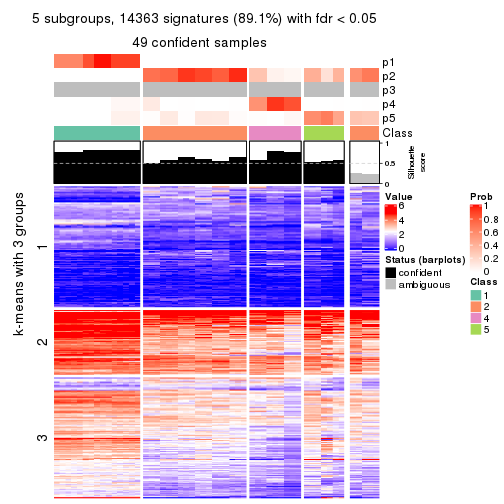 5 subgroups, 14363 signatures (89.1%) with fdr < 0.05
49 confident samples
p1
p2
p3
p4
p5
Class
1
0.5
0
Silhouette
score
k-means with 3 groups
1
2
3
Value
6
4
2
0
Status (barplots)
confident
ambiguous
Prob
1
0.8
0.6
0.4
0.2
0
Class
1
2
4
5